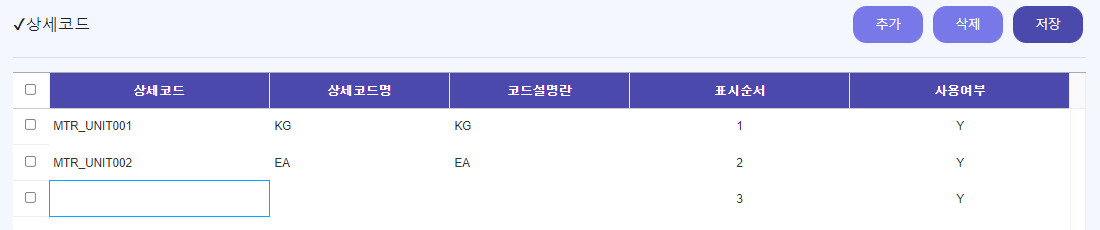 ✓상세코드
추가 삭제 저장
상세코드 상세코드명 코드설명란 표시순서 사용여부
MTR_UNIT001 KG KG 1 Y
MTR_UNIT002 EA EA 2 Y
3 Y